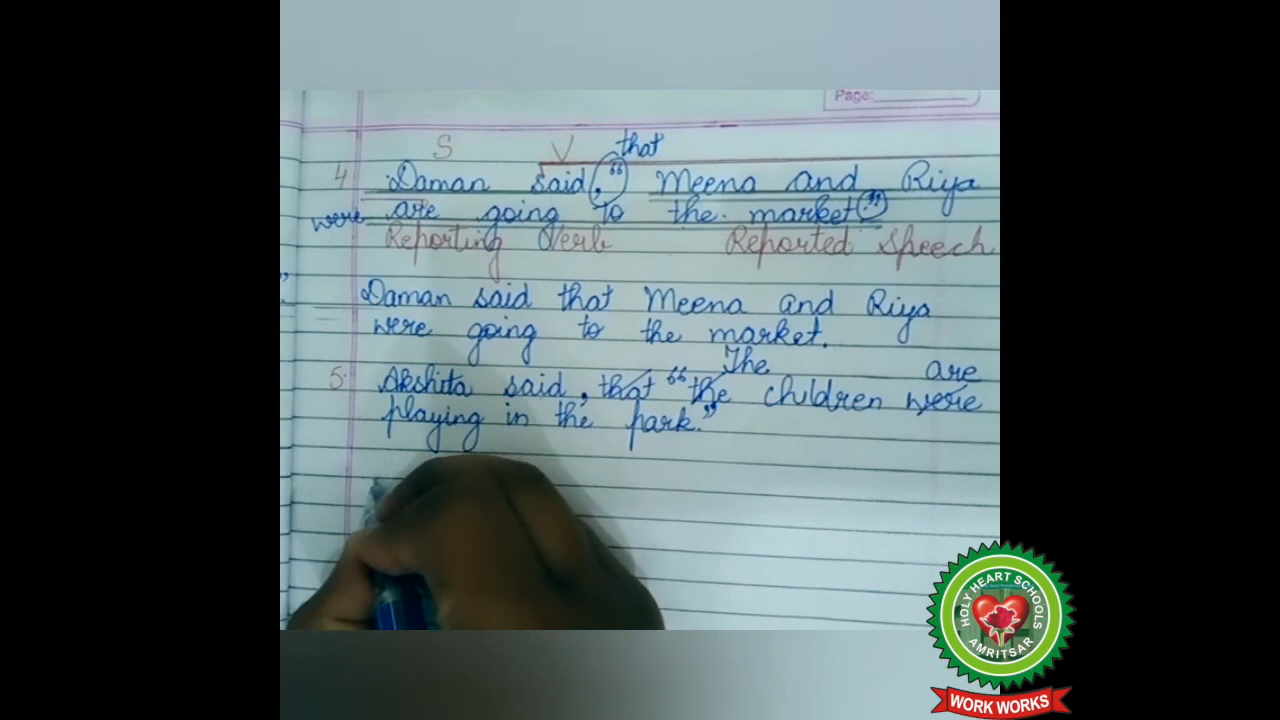 Page:
S V that
4 Daman said, " Meena and Riya
were are going to the market."
Reporting Verb Reported Speech
"
Daman said that Meena and Riya
were going to the market.
The are
5. Akshita said, that "the children were
playing in the park."
HOLY HEART SCHOOLS
AMRITSAR
WORK WORKS